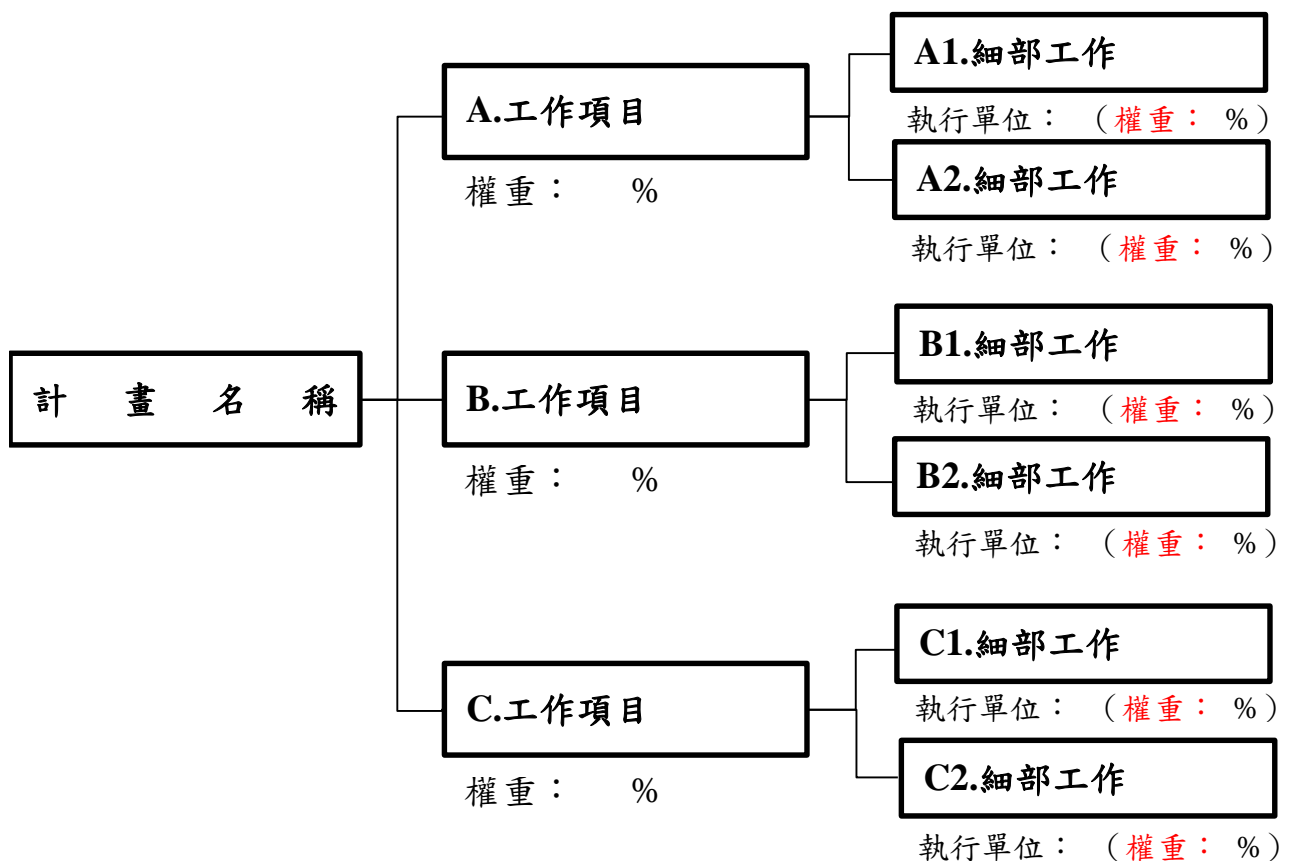 計畫名稱
A.工作項目
權重： %
A1.細部工作
執行單位： （權重： %）
A2.細部工作
執行單位： （權重： %）
B.工作項目
權重： %
B1.細部工作
執行單位： （權重： %）
B2.細部工作
執行單位： （權重： %）
C.工作項目
權重： %
C1.細部工作
執行單位： （權重： %）
C2.細部工作
執行單位： （權重： %）